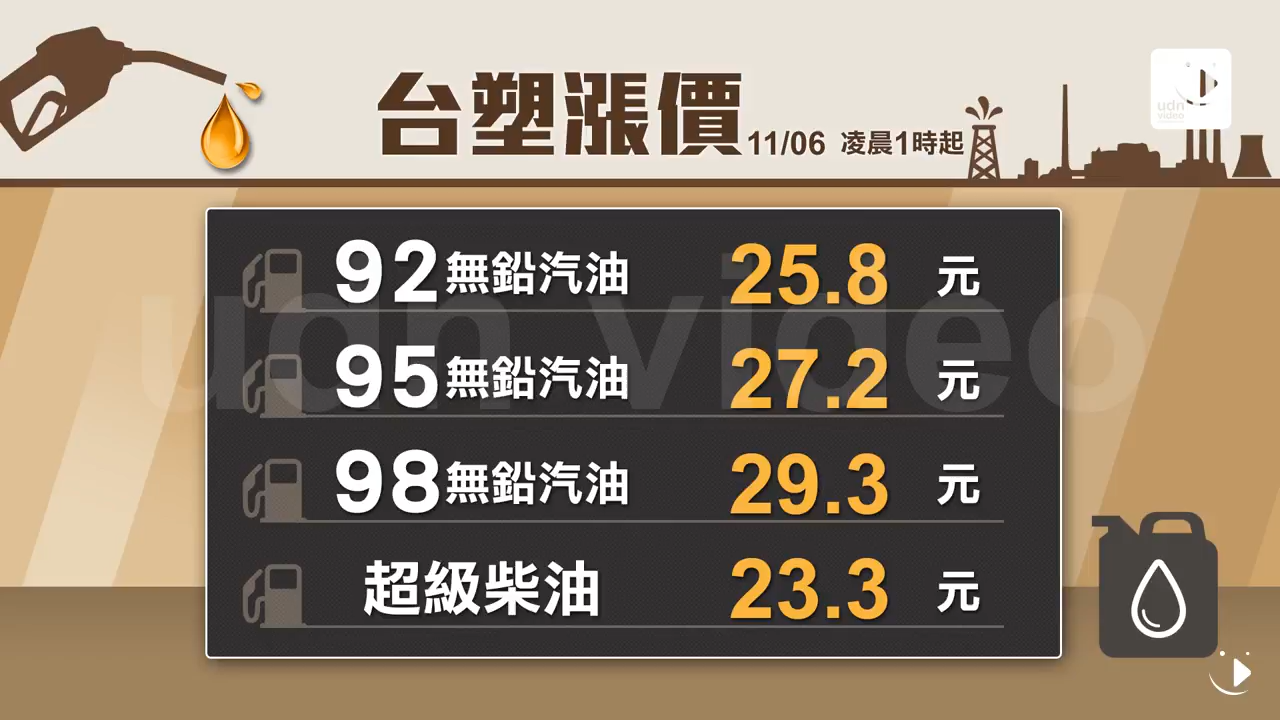 台塑漲價 11/06 凌晨1時起
udn video
92無鉛汽油 25.8 元
95無鉛汽油 27.2 元
98無鉛汽油 29.3 元
超級柴油 23.3 元
udn video